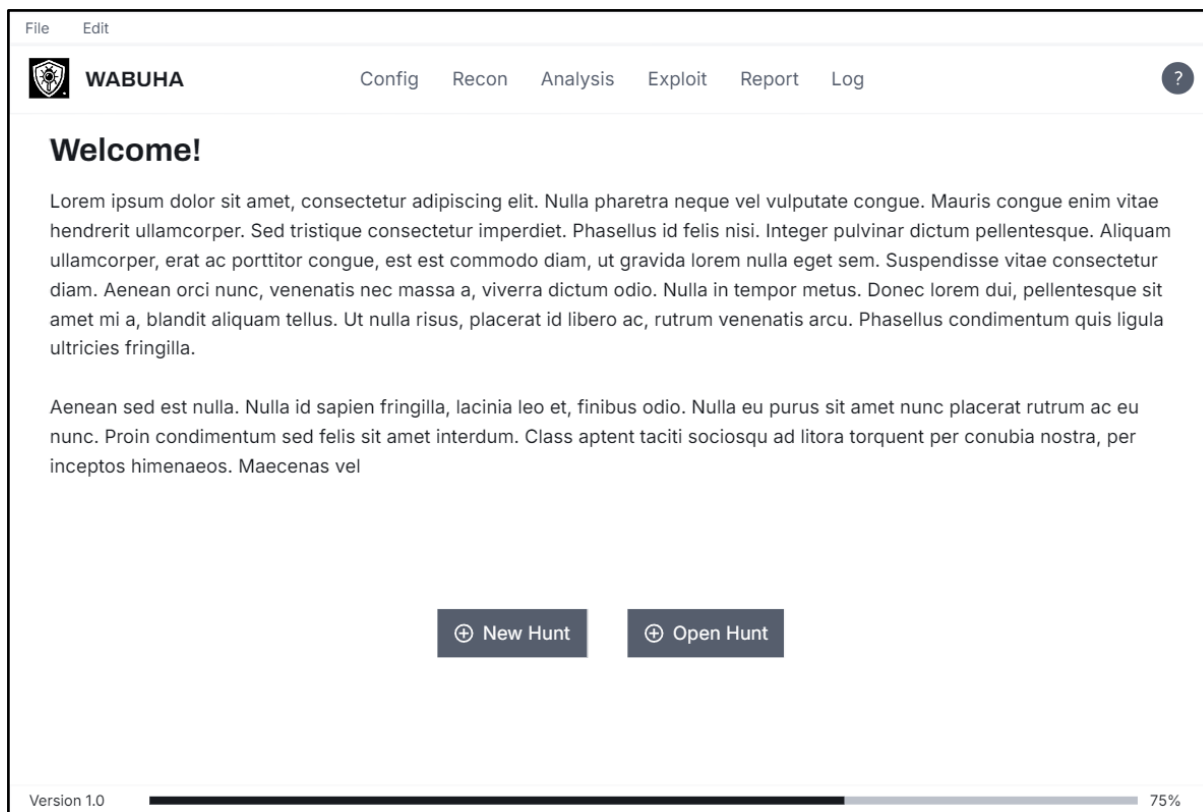 File Edit
WABUHA Config Recon Analysis Exploit Report Log ?
Welcome!
Lorem ipsum dolor sit amet, consectetur adipiscing elit. Nulla pharetra neque vel vulputate congue. Mauris congue enim vitae
hendrerit ullamcorper. Sed tristique consectetur imperdiet. Phasellus id felis nisi. Integer pulvinar dictum pellentesque. Aliquam
ullamcorper, erat ac porttitor congue, est est commodo diam, ut gravida lorem nulla eget sem. Suspendisse vitae consectetur
diam. Aenean orci nunc, venenatis nec massa a, viverra dictum odio. Nulla in tempor metus. Donec lorem dui, pellentesque sit
amet mi a, blandit aliquam tellus. Ut nulla risus, placerat id libero ac, rutrum venenatis arcu. Phasellus condimentum quis ligula
ultricies fringilla.
Aenean sed est nulla. Nulla id sapien fringilla, lacinia leo et, finibus odio. Nulla eu purus sit amet nunc placerat rutrum ac eu
nunc. Proin condimentum sed felis sit amet interdum. Class aptent taciti sociosqu ad litora torquent per conubia nostra, per
inceptos himenaeos. Maecenas vel
New Hunt Open Hunt
Version 1.0 75%